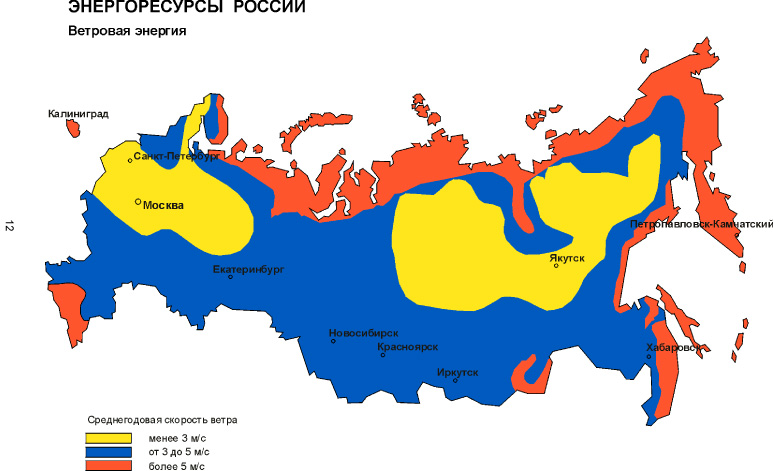 ЭНЕРГОРЕСУРСЫ РОССИИ
Ветровая энергия
Калининград
Санкт-Петербург
Москва
12
Петропавловск-Камчатский
Якутск
Екатеринбург
Новосибирск
Красноярск
Хабаровск
Иркутск
Среднегодовая скорость ветра
менее 3 м/с
от 3 до 5 м/с
более 5 м/с